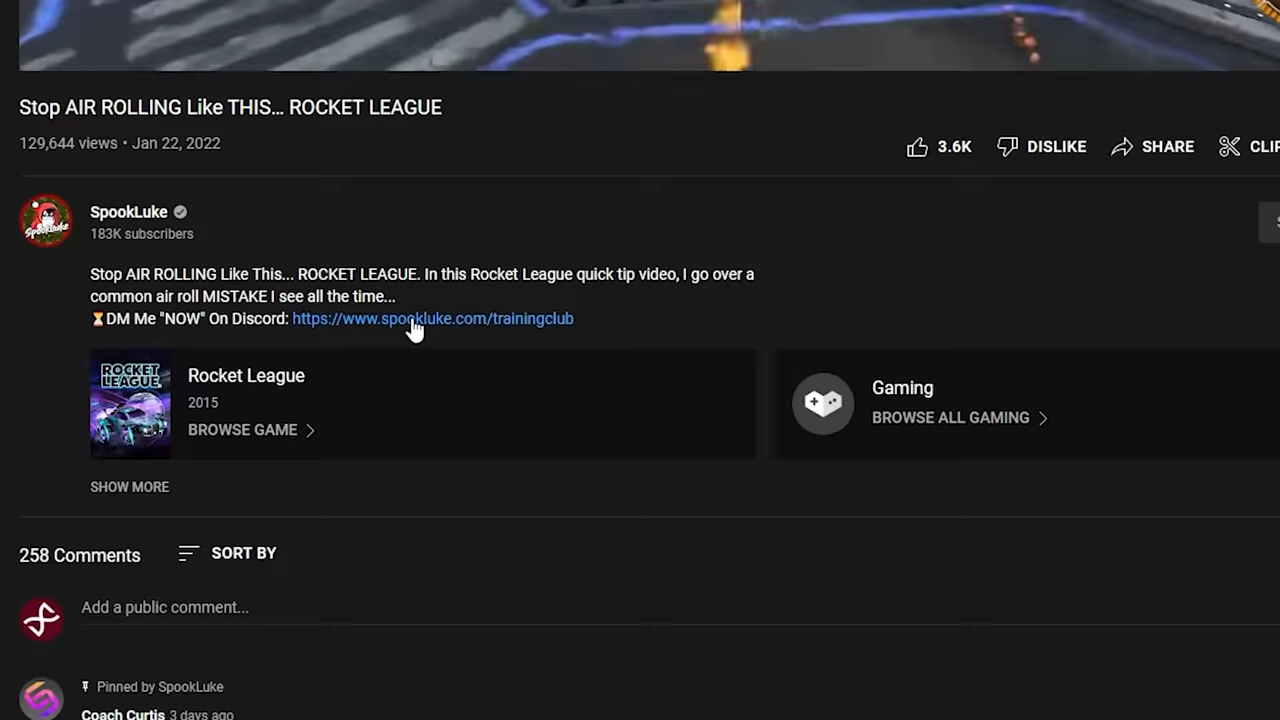 Stop AIR ROLLING Like THIS... ROCKET LEAGUE
129,644 views • Jan 22, 2022
3.6K DISLIKE SHARE
SpookLuke
183K subscribers
Stop AIR ROLLING Like This... ROCKET LEAGUE. In this Rocket League quick tip video, I go over a
common air roll MISTAKE I see all the time...
⏳DM Me "NOW" On Discord: https://www.spookluke.com/trainingclub
ROCKET
LEAGUE
Rocket League
2015
BROWSE GAME
Gaming
BROWSE ALL GAMING
SHOW MORE
258 Comments SORT BY
Add a public comment...
Pinned by SpookLuke
Coach Curtis 3 days ago